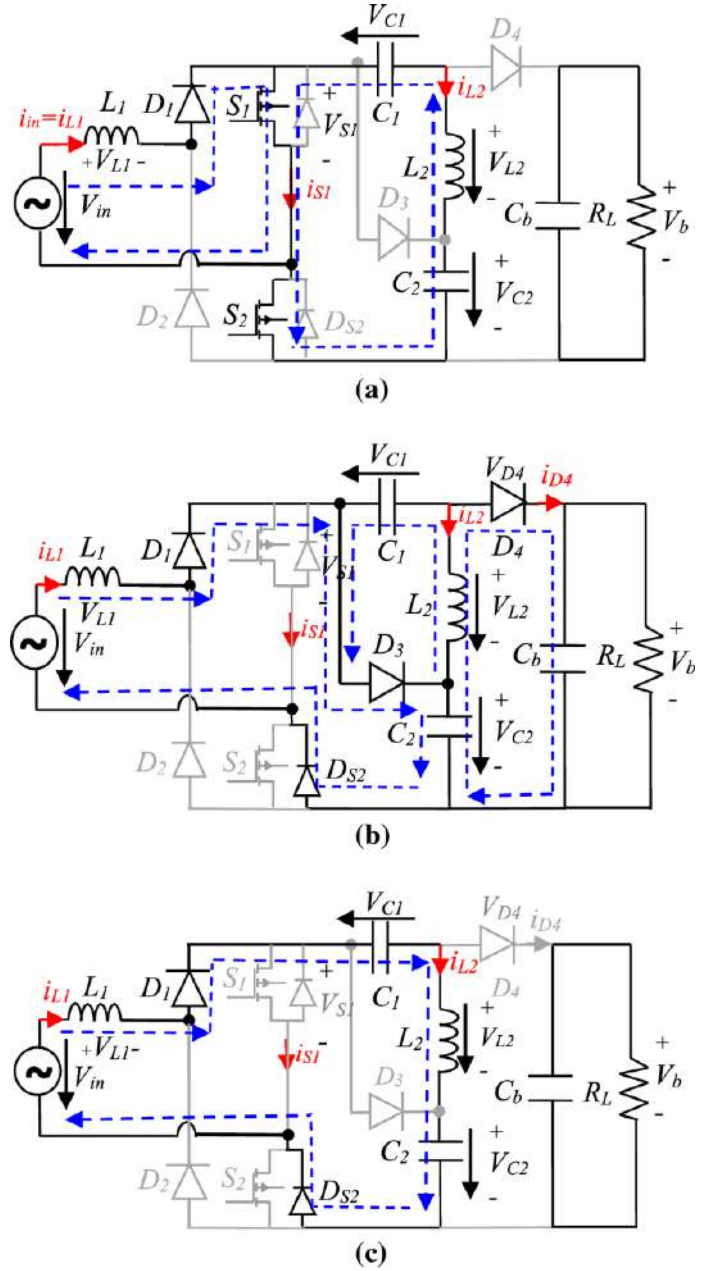 V_C1
D4
i_L2
L1
D1
S1
+
V_S1
-
C1
i_in=i_L1
+V_L1-
V_in
i_S1
+
V_L2
-
L2
D3
C_b
R_L
+
V_b
-
D2
S2
D_S2
C2
+
V_C2
-
(a)
V_C1
V_D4
i_D4
i_L2
D4
i_L1
L1
D1
S1
+
V_S1
-
C1
V_L1
V_in
i_S1
L2
+
V_L2
-
D3
C_b
R_L
+
V_b
-
D2
S2
D_S2
C2
+
V_C2
-
(b)
V_C1
V_D4
i_D4
i_L2
D4
i_L1
L1
D1
S1
+
V_S1
-
C1
+V_L1-
V_in
i_S1
L2
+
V_L2
-
D3
C_b
R_L
+
V_b
-
D2
S2
D_S2
C2
+
V_C2
-
(c)